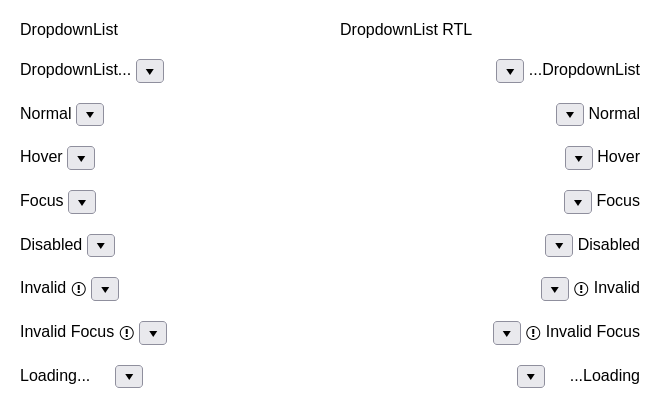 DropdownList
DropdownList...
Normal
Hover
Focus
Disabled
Invalid
Invalid Focus
Loading...
DropdownList RTL
...DropdownList
Normal
Hover
Focus
Disabled
Invalid
Invalid Focus
...Loading